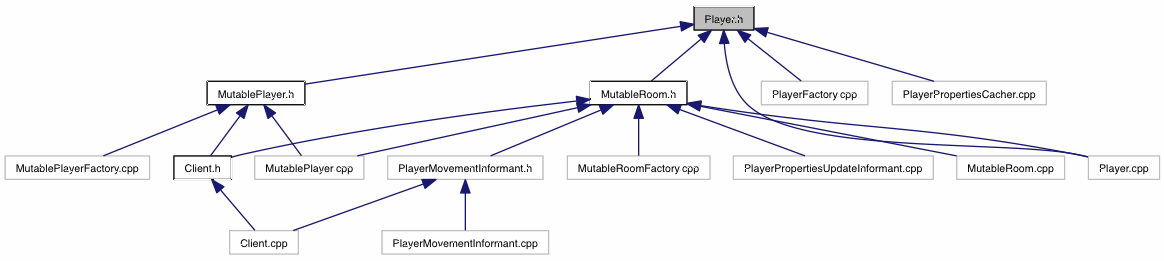 Player.h
MutablePlayer.h
MutableRoom.h
PlayerFactory.cpp
PlayerPropertiesCacher.cpp
MutablePlayerFactory.cpp
Client.h
MutablePlayer.cpp
PlayerMovementInformant.h
MutableRoomFactory.cpp
PlayerPropertiesUpdateInformant.cpp
MutableRoom.cpp
Player.cpp
Client.cpp
PlayerMovementInformant.cpp